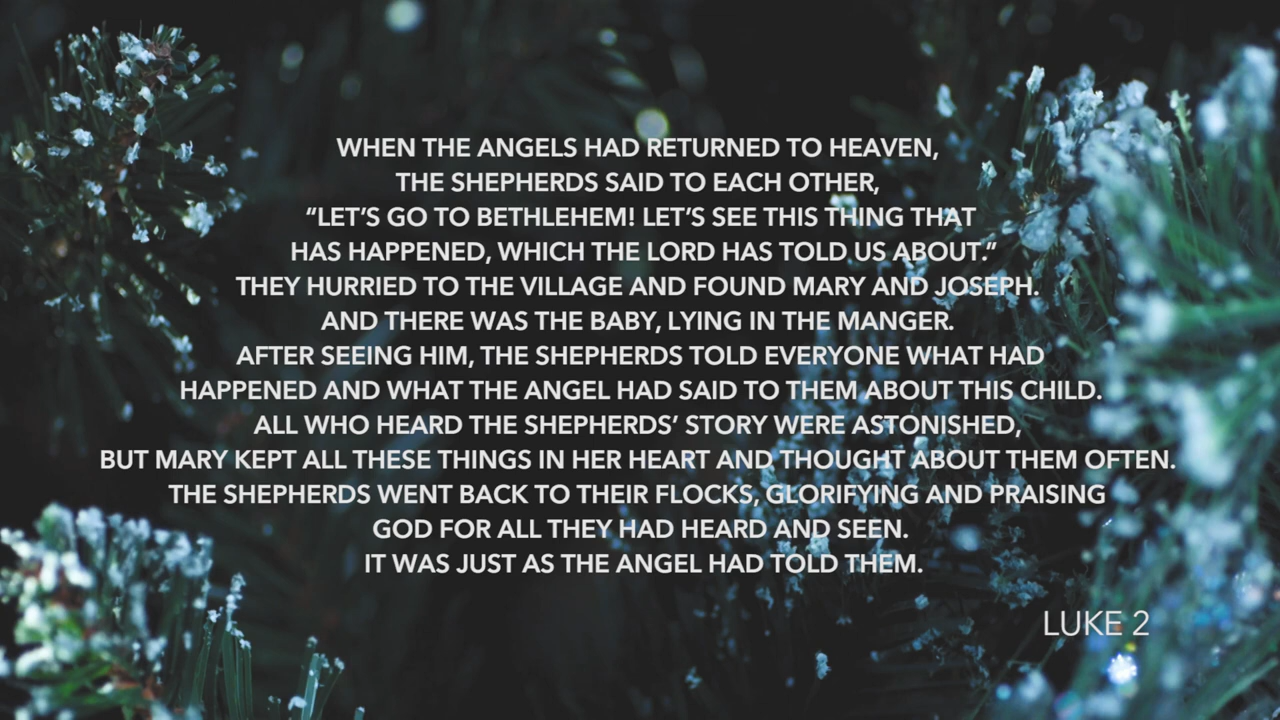 WHEN THE ANGELS HAD RETURNED TO HEAVEN,
THE SHEPHERDS SAID TO EACH OTHER,
“LET’S GO TO BETHLEHEM! LET’S SEE THIS THING THAT
HAS HAPPENED, WHICH THE LORD HAS TOLD US ABOUT.”
THEY HURRIED TO THE VILLAGE AND FOUND MARY AND JOSEPH.
AND THERE WAS THE BABY, LYING IN THE MANGER.
AFTER SEEING HIM, THE SHEPHERDS TOLD EVERYONE WHAT HAD
HAPPENED AND WHAT THE ANGEL HAD SAID TO THEM ABOUT THIS CHILD.
ALL WHO HEARD THE SHEPHERDS’ STORY WERE ASTONISHED,
BUT MARY KEPT ALL THESE THINGS IN HER HEART AND THOUGHT ABOUT THEM OFTEN.
THE SHEPHERDS WENT BACK TO THEIR FLOCKS, GLORIFYING AND PRAISING
GOD FOR ALL THEY HAD HEARD AND SEEN.
IT WAS JUST AS THE ANGEL HAD TOLD THEM.
LUKE 2